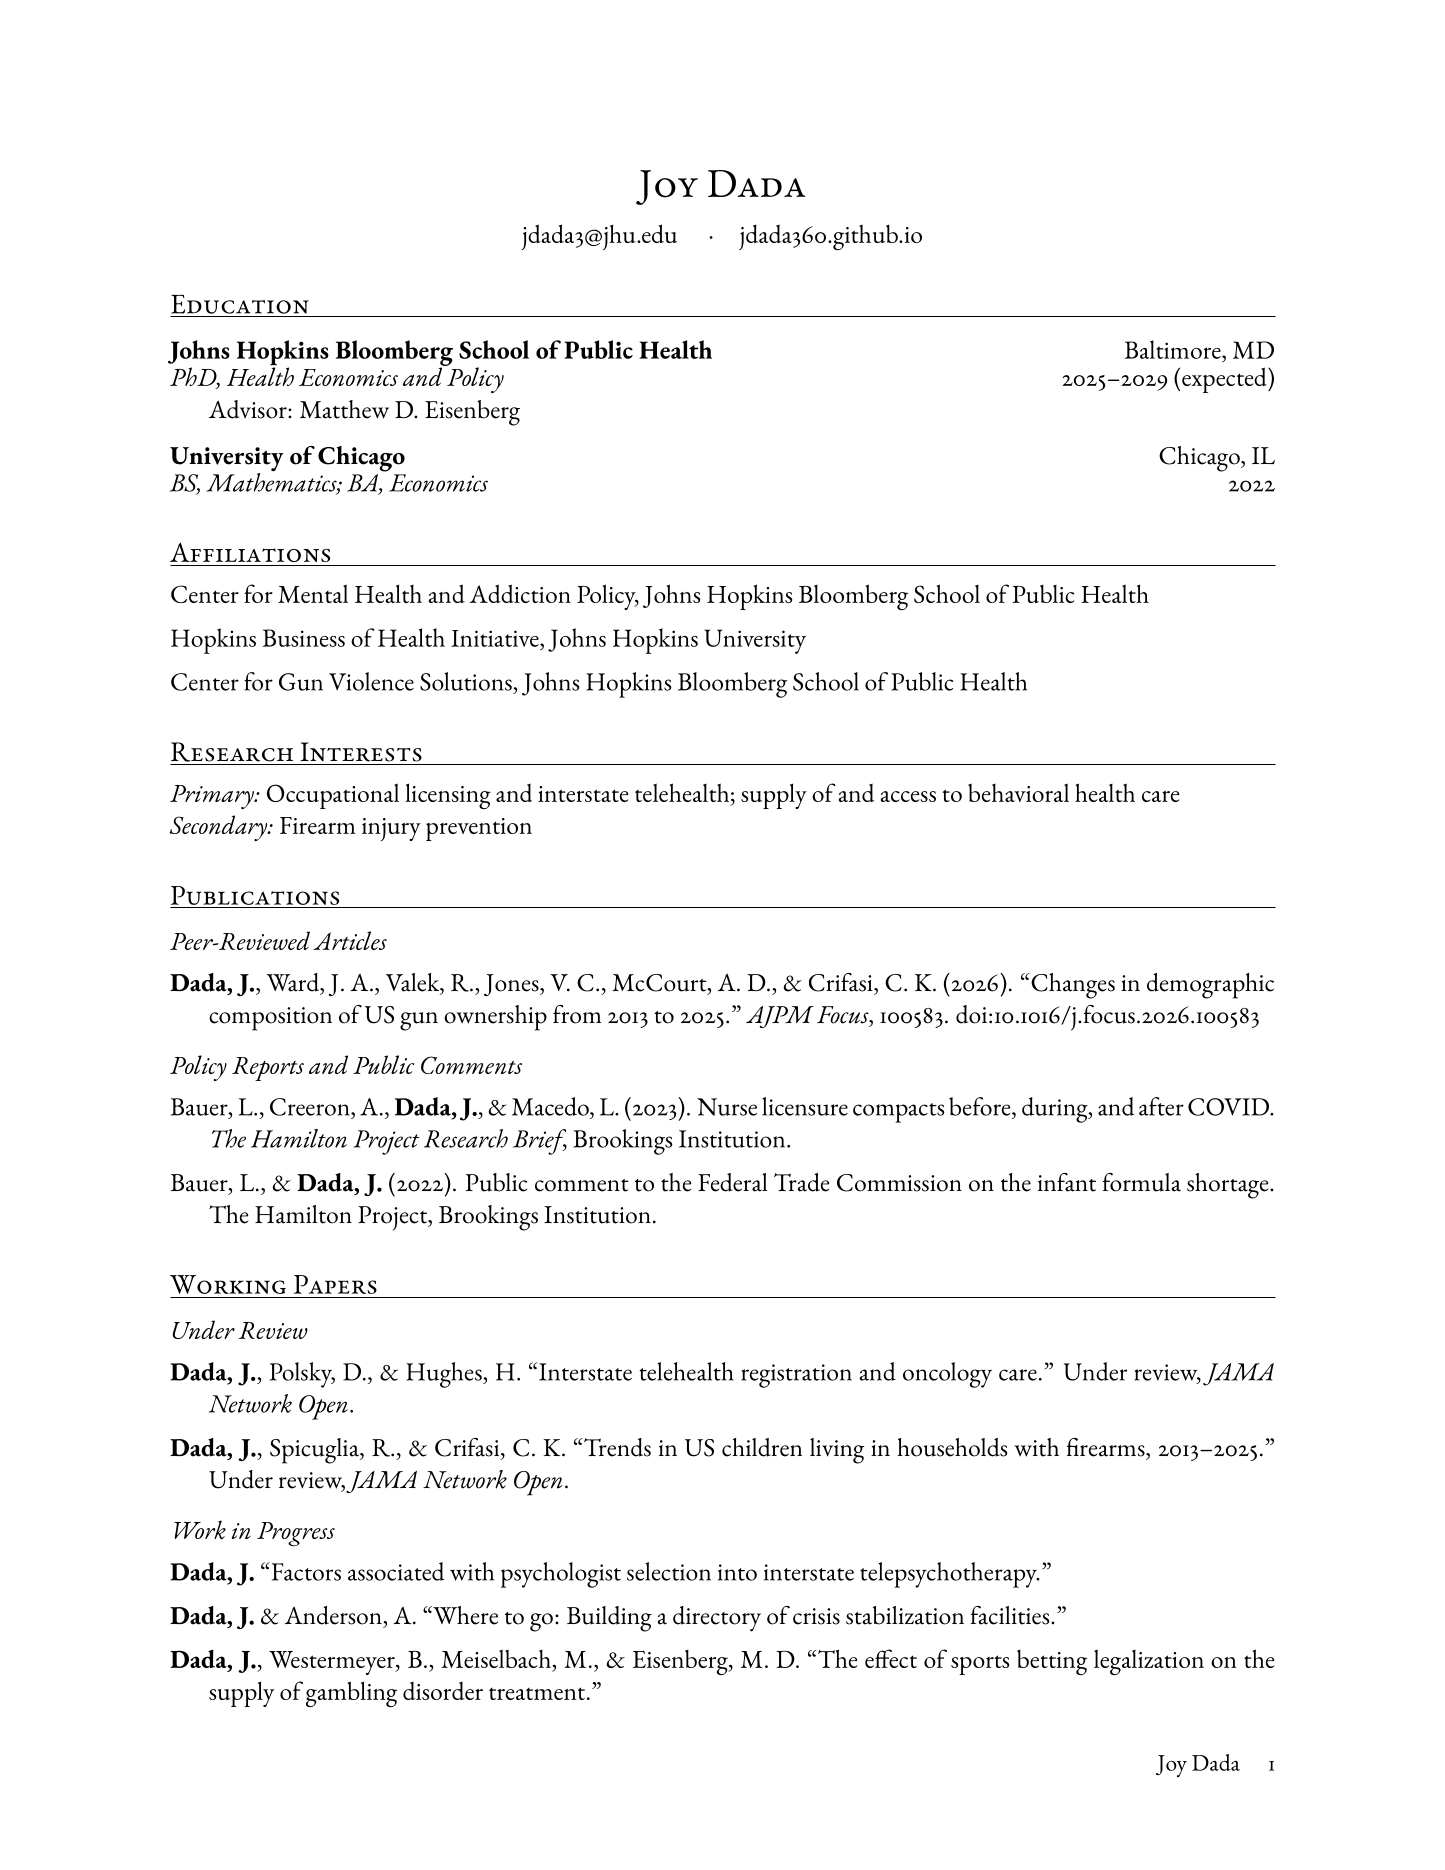 Joy Dada
jdada3@jhu.edu · jdada360.github.io
Education
Johns Hopkins Bloomberg School of Public Health Baltimore, MD
PhD, Health Economics and Policy 2025–2029 (expected)
Advisor: Matthew D. Eisenberg
University of Chicago Chicago, IL
BS, Mathematics; BA, Economics 2022
Affiliations
Center for Mental Health and Addiction Policy, Johns Hopkins Bloomberg School of Public Health
Hopkins Business of Health Initiative, Johns Hopkins University
Center for Gun Violence Solutions, Johns Hopkins Bloomberg School of Public Health
Research Interests
Primary: Occupational licensing and interstate telehealth; supply of and access to behavioral health care
Secondary: Firearm injury prevention
Publications
Peer-Reviewed Articles
Dada, J., Ward, J. A., Valek, R., Jones, V. C., McCourt, A. D., & Crifasi, C. K. (2026). “Changes in demographic
composition of US gun ownership from 2013 to 2025.” AJPM Focus, 100583. doi:10.1016/j.focus.2026.100583
Policy Reports and Public Comments
Bauer, L., Creeron, A., Dada, J., & Macedo, L. (2023). Nurse licensure compacts before, during, and after COVID.
The Hamilton Project Research Brief, Brookings Institution.
Bauer, L., & Dada, J. (2022). Public comment to the Federal Trade Commission on the infant formula shortage.
The Hamilton Project, Brookings Institution.
Working Papers
Under Review
Dada, J., Polsky, D., & Hughes, H. “Interstate telehealth registration and oncology care.” Under review, JAMA
Network Open.
Dada, J., Spicuglia, R., & Crifasi, C. K. “Trends in US children living in households with firearms, 2013–2025.”
Under review, JAMA Network Open.
Work in Progress
Dada, J. “Factors associated with psychologist selection into interstate telepsychotherapy.”
Dada, J. & Anderson, A. “Where to go: Building a directory of crisis stabilization facilities.”
Dada, J., Westermeyer, B., Meiselbach, M., & Eisenberg, M. D. “The effect of sports betting legalization on the
supply of gambling disorder treatment.”
Joy Dada 1